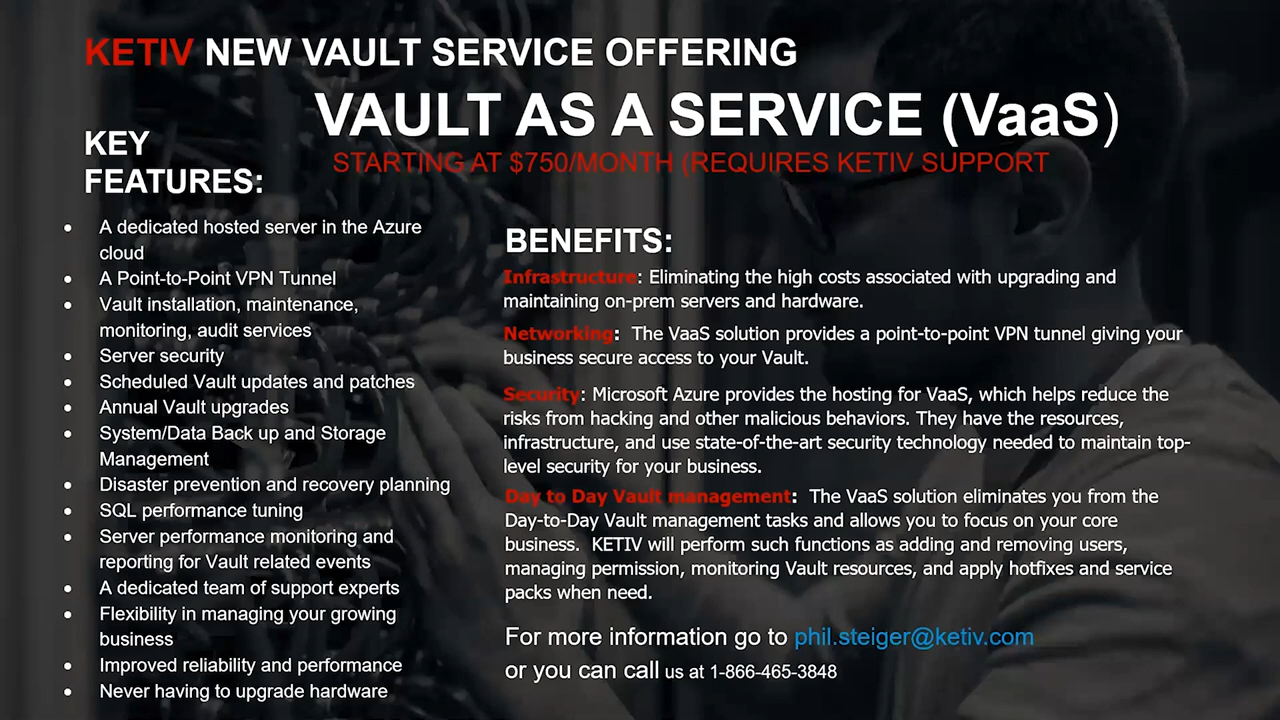 KETIV NEW VAULT SERVICE OFFERING
VAULT AS A SERVICE (VaaS)
STARTING AT $750/MONTH (REQUIRES KETIV SUPPORT
KEY
FEATURES:
• A dedicated hosted server in the Azure
cloud
• A Point-to-Point VPN Tunnel
• Vault installation, maintenance,
monitoring, audit services
• Server security
• Scheduled Vault updates and patches
• Annual Vault upgrades
• System/Data Back up and Storage
Management
• Disaster prevention and recovery planning
• SQL performance tuning
• Server performance monitoring and
reporting for Vault related events
• A dedicated team of support experts
• Flexibility in managing your growing
business
• Improved reliability and performance
• Never having to upgrade hardware
BENEFITS:
Infrastructure: Eliminating the high costs associated with upgrading and
maintaining on-prem servers and hardware.
Networking: The VaaS solution provides a point-to-point VPN tunnel giving your
business secure access to your Vault.
Security: Microsoft Azure provides the hosting for VaaS, which helps reduce the
risks from hacking and other malicious behaviors. They have the resources,
infrastructure, and use state-of-the-art security technology needed to maintain top-
level security for your business.
Day to Day Vault management: The VaaS solution eliminates you from the
Day-to-Day Vault management tasks and allows you to focus on your core
business. KETIV will perform such functions as adding and removing users,
managing permission, monitoring Vault resources, and apply hotfixes and service
packs when need.
For more information go to phil.steiger@ketiv.com
or you can call us at 1-866-465-3848